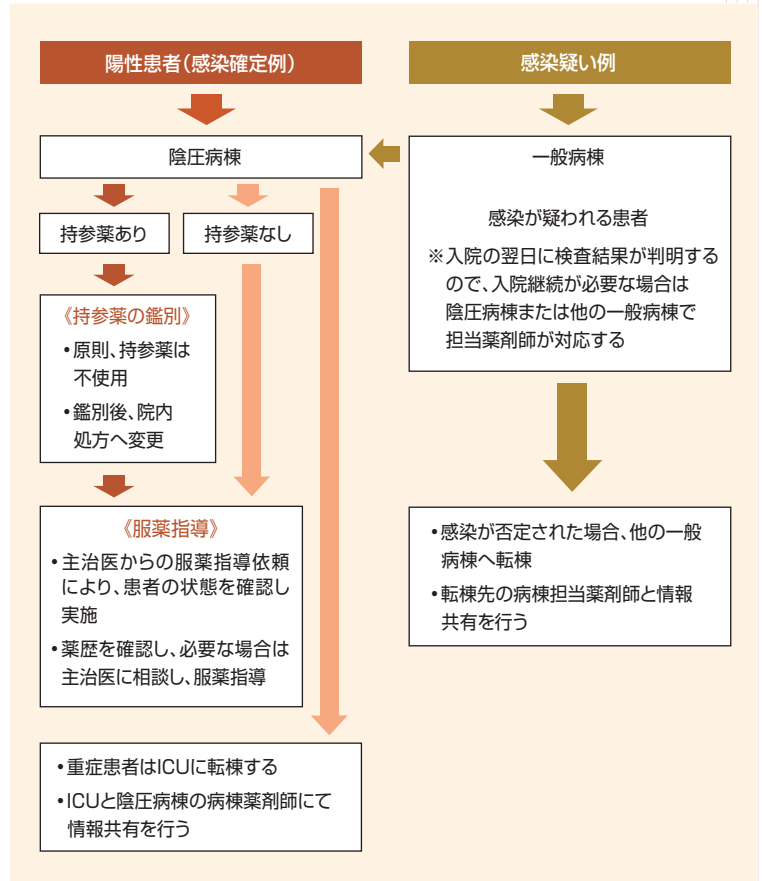 陽性患者(感染確定例)
陰圧病棟
持参薬あり
持参薬なし
《持参薬の鑑別》
•原則、持参薬は
不使用
•鑑別後、院内
処方へ変更
《服薬指導》
•主治医からの服薬指導依頼
により、患者の状態を確認し
実施
•薬歴を確認し、必要な場合は
主治医に相談し、服薬指導
•重症患者はICUに転棟する
•ICUと陰圧病棟の病棟薬剤師にて
情報共有を行う
感染疑い例
一般病棟
感染が疑われる患者
※入院の翌日に検査結果が判明する
ので、入院継続が必要な場合は
陰圧病棟または他の一般病棟で
担当薬剤師が対応する
•感染が否定された場合、他の一般
病棟へ転棟
•転棟先の病棟担当薬剤師と情報
共有を行う